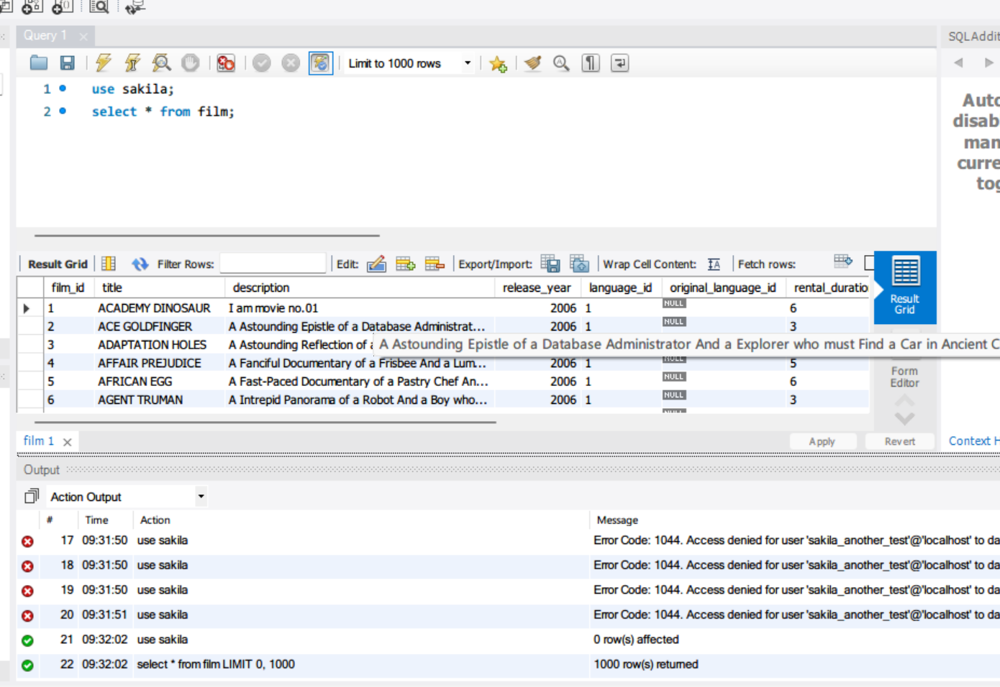 Query 1
SQLAddit
Limit to 1000 rows
1 use sakila;
2 select * from film;
Auto
disab
man
curre
tog
Result Grid Filter Rows: Edit: Export/Import: Wrap Cell Content: Fetch rows:
film_id title description release_year language_id original_language_id rental_duratio
1 ACADEMY DINOSAUR I am movie no.01 2006 1 NULL 6
2 ACE GOLDFINGER A Astounding Epistle of a Database Administrat... 2006 1 NULL 3
3 ADAPTATION HOLES A Astounding Reflection of a
A Astounding Epistle of a Database Administrator And a Explorer who must Find a Car in Ancient C
4 AFFAIR PREJUDICE A Fanciful Documentary of a Frisbee And a Lum... 2006 1 NULL 5
5 AFRICAN EGG A Fast-Paced Documentary of a Pastry Chef An... 2006 1 NULL 6
6 AGENT TRUMAN A Intrepid Panorama of a Robot And a Boy who... 2006 1 NULL 3
NULL
Result
Grid
Form
Editor
film 1 Apply Revert Context H
Output
Action Output
# Time Action Message
17 09:31:50 use sakila Error Code: 1044. Access denied for user 'sakila_another_test'@'localhost' to da
18 09:31:50 use sakila Error Code: 1044. Access denied for user 'sakila_another_test'@'localhost' to da
19 09:31:50 use sakila Error Code: 1044. Access denied for user 'sakila_another_test'@'localhost' to da
20 09:31:51 use sakila Error Code: 1044. Access denied for user 'sakila_another_test'@'localhost' to da
21 09:32:02 use sakila 0 row(s) affected
22 09:32:02 select * from film LIMIT 0, 1000 1000 row(s) returned